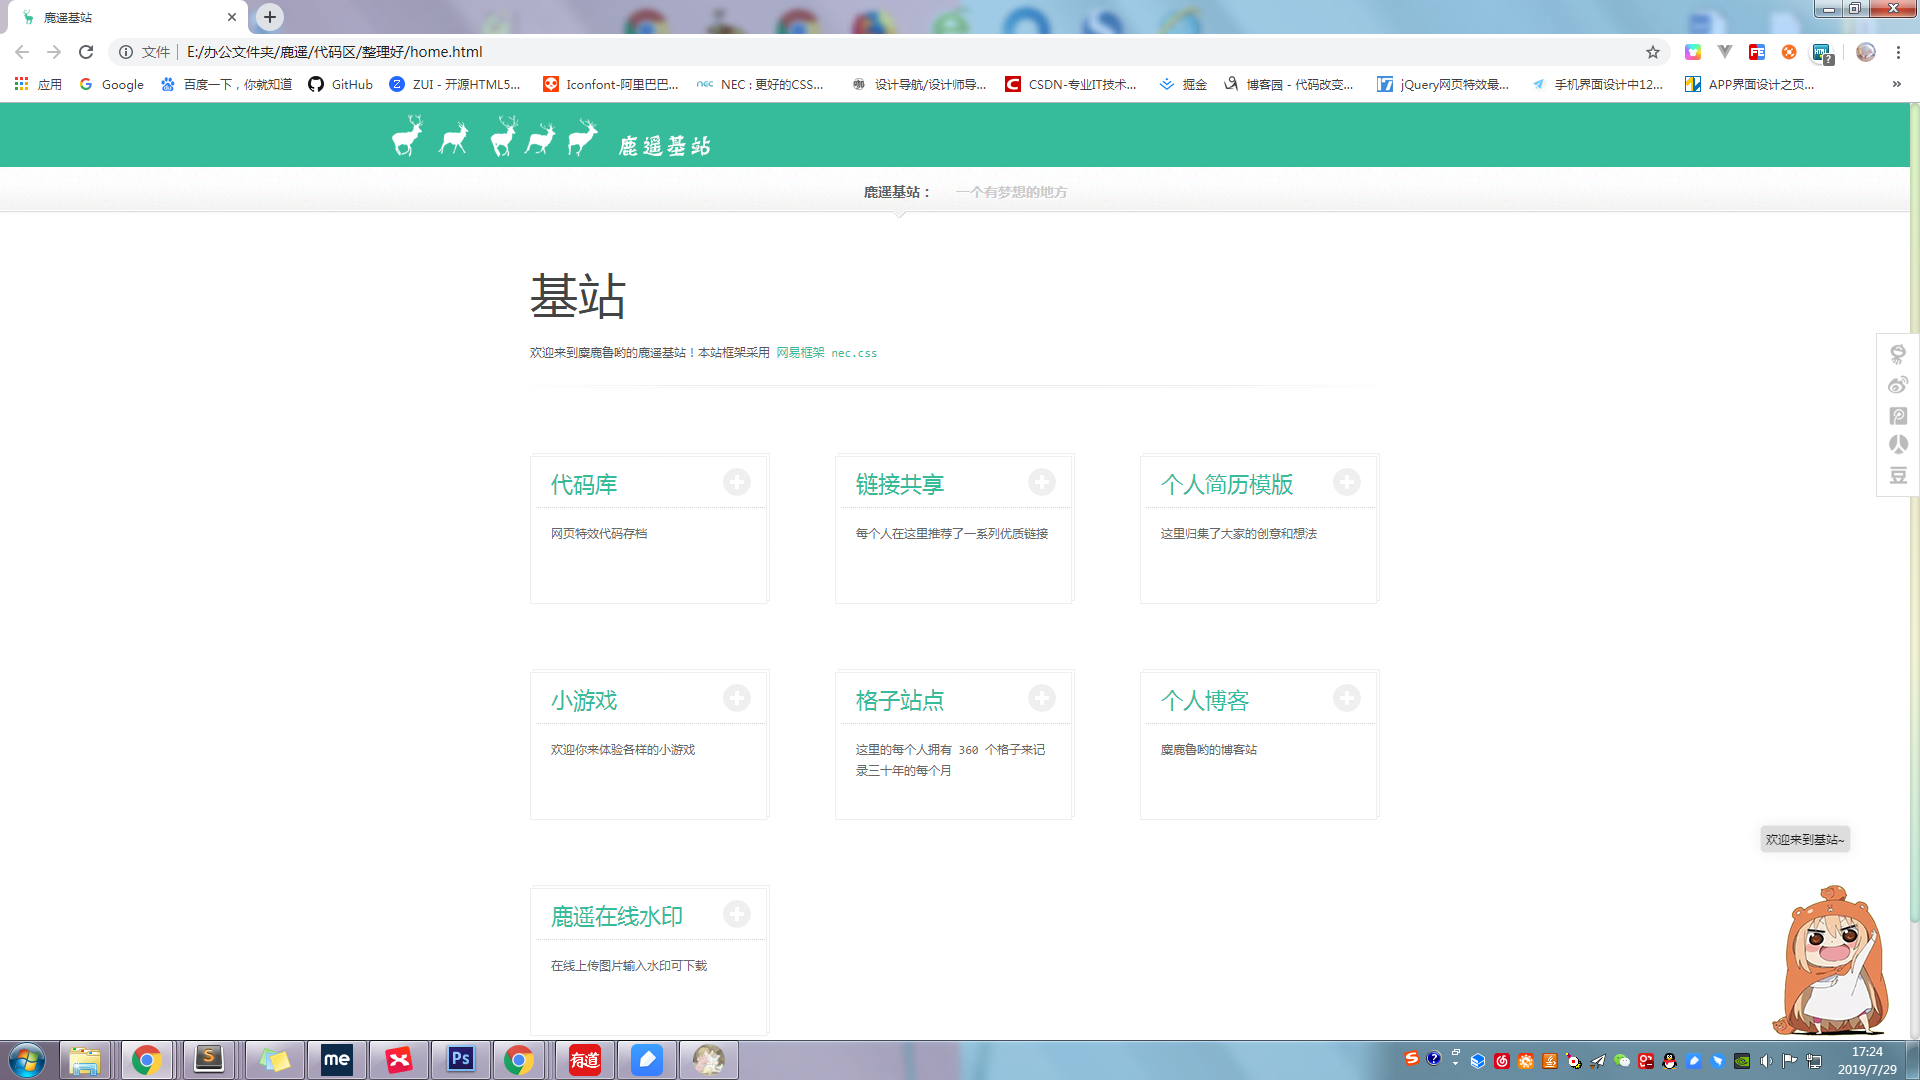 鹿遥基站
文件
E:/办公文件夹/鹿遥/代码区/整理好/home.html
应用
Google
百度一下，你就知道
GitHub
ZUI - 开源HTML5...
Iconfont-阿里巴巴...
NEC : 更好的CSS...
设计导航/设计师导...
CSDN-专业IT技术...
掘金
博客园 - 代码改变...
jQuery网页特效最...
手机界面设计中12...
APP界面设计之页...
»
鹿遥基站
鹿遥基站：
一个有梦想的地方
基站
欢迎来到麋鹿鲁哟的鹿遥基站！本站框架采用 网易框架 nec.css
豆
代码库
网页特效代码存档
链接共享
每个人在这里推荐了一系列优质链接
个人简历模版
这里归集了大家的创意和想法
小游戏
欢迎你来体验各样的小游戏
格子站点
这里的每个人拥有 360 个格子来记
录三十年的每个月
个人博客
麋鹿鲁哟的博客站
鹿遥在线水印
在线上传图片输入水印可下载
欢迎来到基站~
me
Ps
有道
17:24
2019/7/29